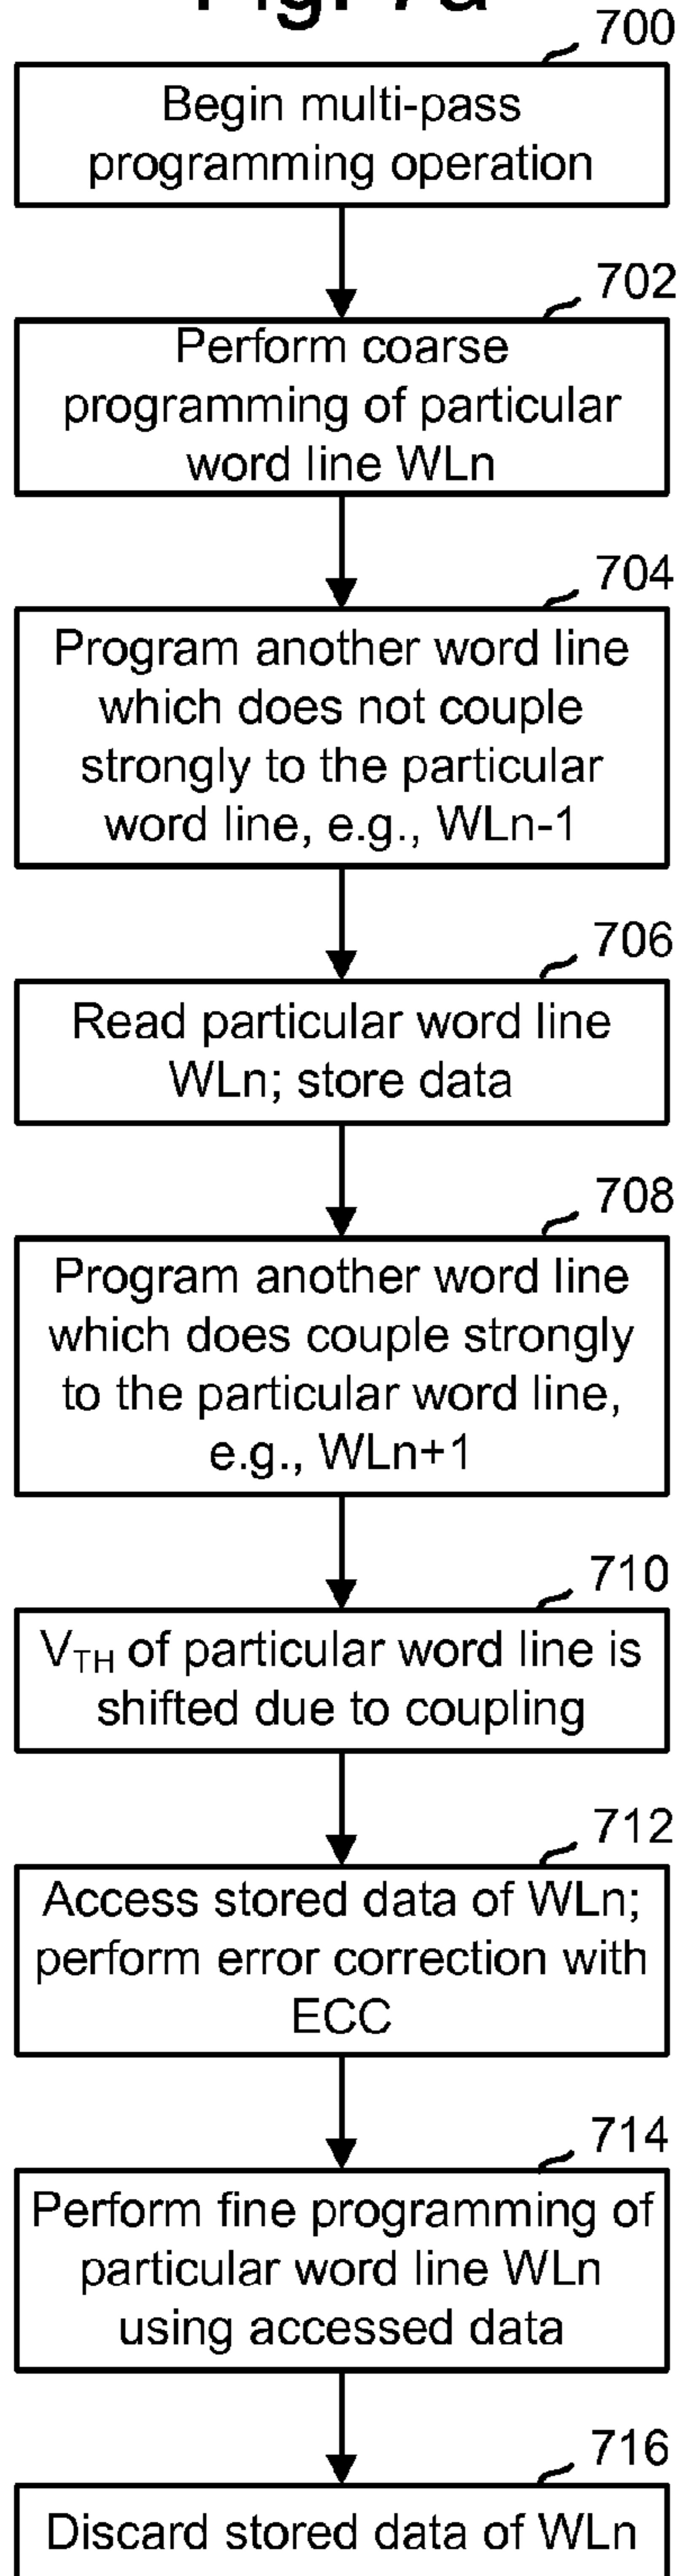 Fig. 7a
700
Begin multi-pass
programming operation
702
Perform coarse
programming of particular
word line WLn
704
Program another word line
which does not couple
strongly to the particular
word line, e.g., WLn-1
706
Read particular word line
WLn; store data
708
Program another word line
which does couple strongly
to the particular word line,
e.g., WLn+1
710
VTH of particular word line is
shifted due to coupling
712
Access stored data of WLn;
perform error correction with
ECC
714
Perform fine programming of
particular word line WLn
using accessed data
716
Discard stored data of WLn